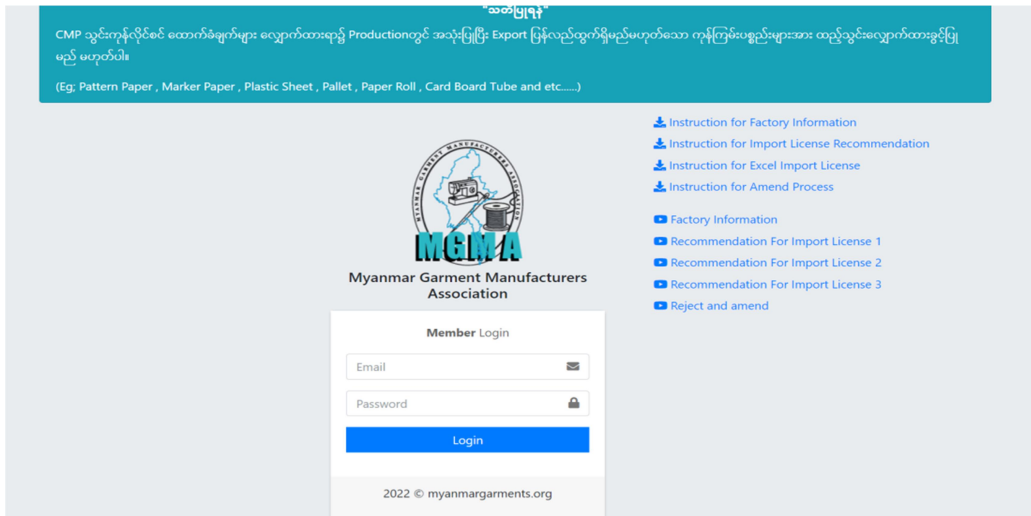 "သတိပြုရန်"
CMP သွင်းကုန်လိုင်စင် ထောက်ခံချက်များ လျှောက်ထားရာ၌ Productionတွင် အသုံးပြုပြီး Export ပြန်လည်ထွက်ရှိမည်မဟုတ်သော ကုန်ကြမ်းပစ္စည်းများအား ထည့်သွင်းလျှောက်ထားခွင့်ပြု
မည် မဟုတ်ပါ။
(Eg; Pattern Paper , Marker Paper , Plastic Sheet , Pallet , Paper Roll , Card Board Tube and etc......)
MYANMAR GARMENT MANUFACTURERS ASSOCIATION
MGMA
Myanmar Garment Manufacturers
Association
Member Login
Email
Password
Login
2022 © myanmargarments.org
Instruction for Factory Information
Instruction for Import License Recommendation
Instruction for Excel Import License
Instruction for Amend Process
Factory Information
Recommendation For Import License 1
Recommendation For Import License 2
Recommendation For Import License 3
Reject and amend